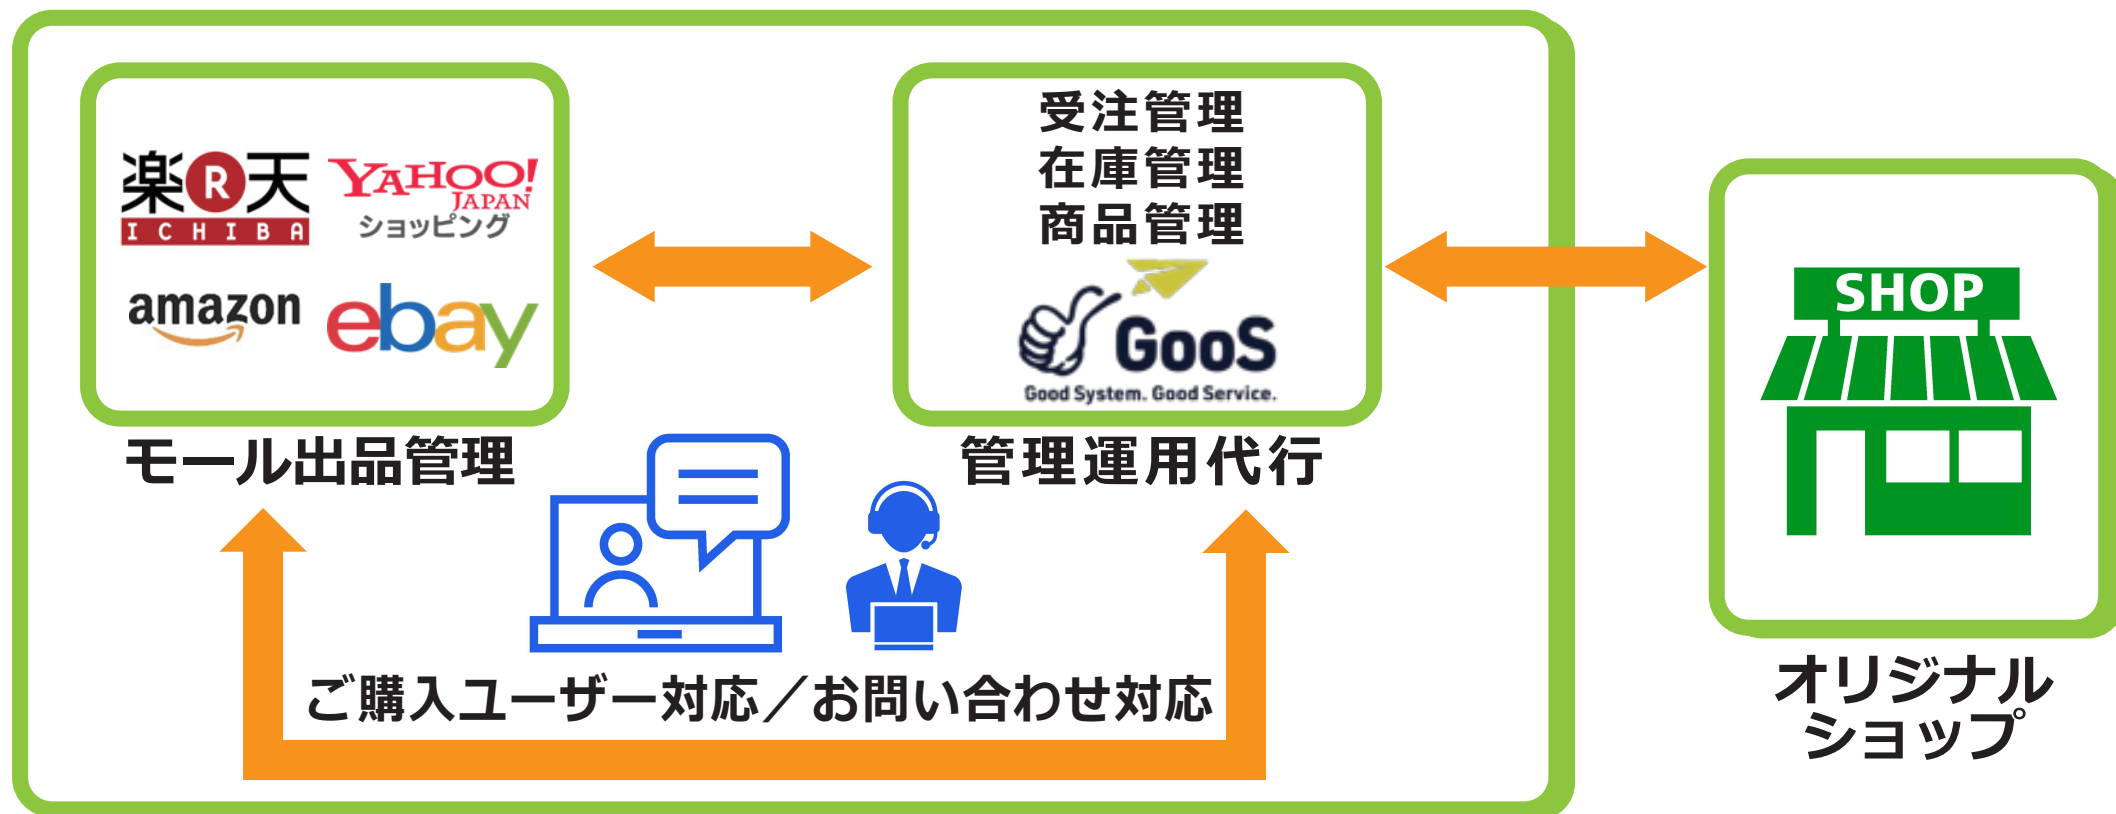 楽R天
ICHIBA
YAHOO!
JAPAN
ショッピング
amazon
ebay
モール出品管理
受注管理
在庫管理
商品管理
GooS
Good System. Good Service.
管理運用代行
ご購入ユーザー対応／お問い合わせ対応
SHOP
オリジナル
ショップ